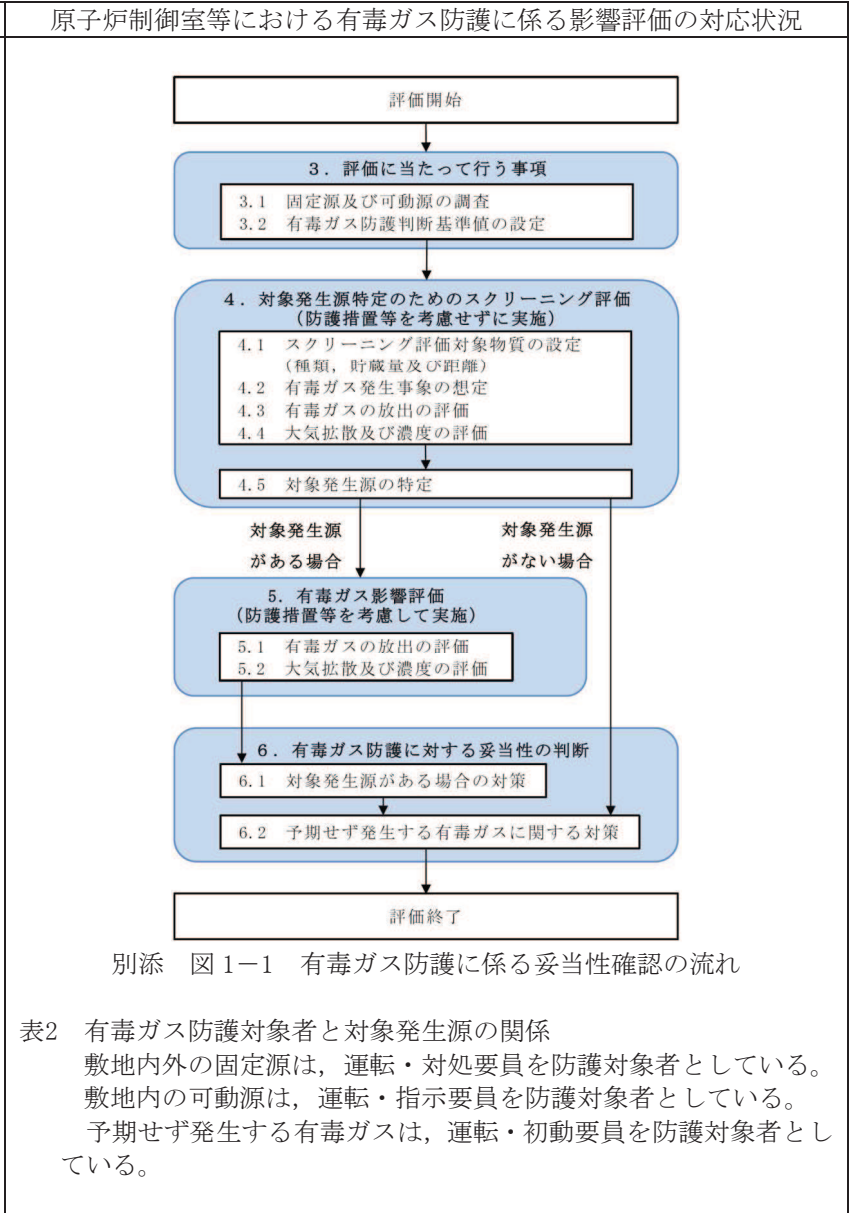 原子炉制御室等における有毒ガス防護に係る影響評価の対応状況
評価開始
3．評価に当たって行う事項
3.1　固定源及び可動源の調査
3.2　有毒ガス防護判断基準値の設定
4．対象発生源特定のためのスクリーニング評価
（防護措置等を考慮せずに実施）
4.1　スクリーニング評価対象物質の設定
（種類，貯蔵量及び距離）
4.2　有毒ガス発生事象の想定
4.3　有毒ガスの放出の評価
4.4　大気拡散及び濃度の評価
4.5　対象発生源の特定
対象発生源
がある場合
対象発生源
がない場合
5．有毒ガス影響評価
（防護措置等を考慮して実施）
5.1　有毒ガスの放出の評価
5.2　大気拡散及び濃度の評価
6．有毒ガス防護に対する妥当性の判断
6.1　対象発生源がある場合の対策
6.2　予期せず発生する有毒ガスに関する対策
評価終了
別添　図1－1　有毒ガス防護に係る妥当性確認の流れ
表2　有毒ガス防護対象者と対象発生源の関係
敷地内外の固定源は，運転・対処要員を防護対象者としている。
敷地内の可動源は，運転・指示要員を防護対象者としている。
予期せず発生する有毒ガスは，運転・初動要員を防護対象者とし
ている。